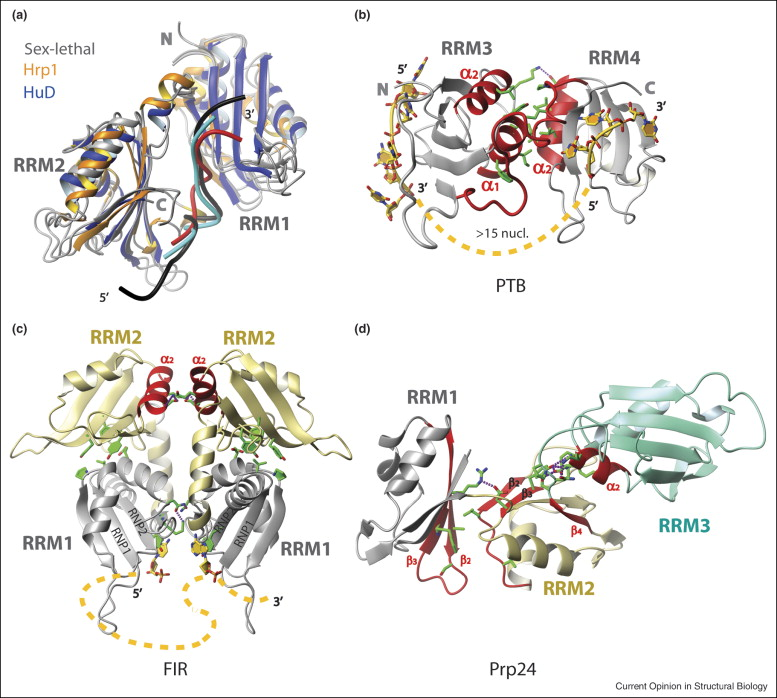 (a)
Sex-lethal
Hrp1
HuD
N
3′
RRM2
C
RRM1
5′
(b)
RRM3
RRM4
5′
α2
N
C
3′
α1
α2
3′
5′
>15 nucl.
PTB
(c)
RRM2
RRM2
α2
α2
RNP2
RNP2
RNP1
RNP1
RRM1
RRM1
5′
3′
FIR
(d)
RRM1
β2
β3
α2
RRM3
β4
β3
β2
RRM2
Prp24
Current Opinion in Structural Biology